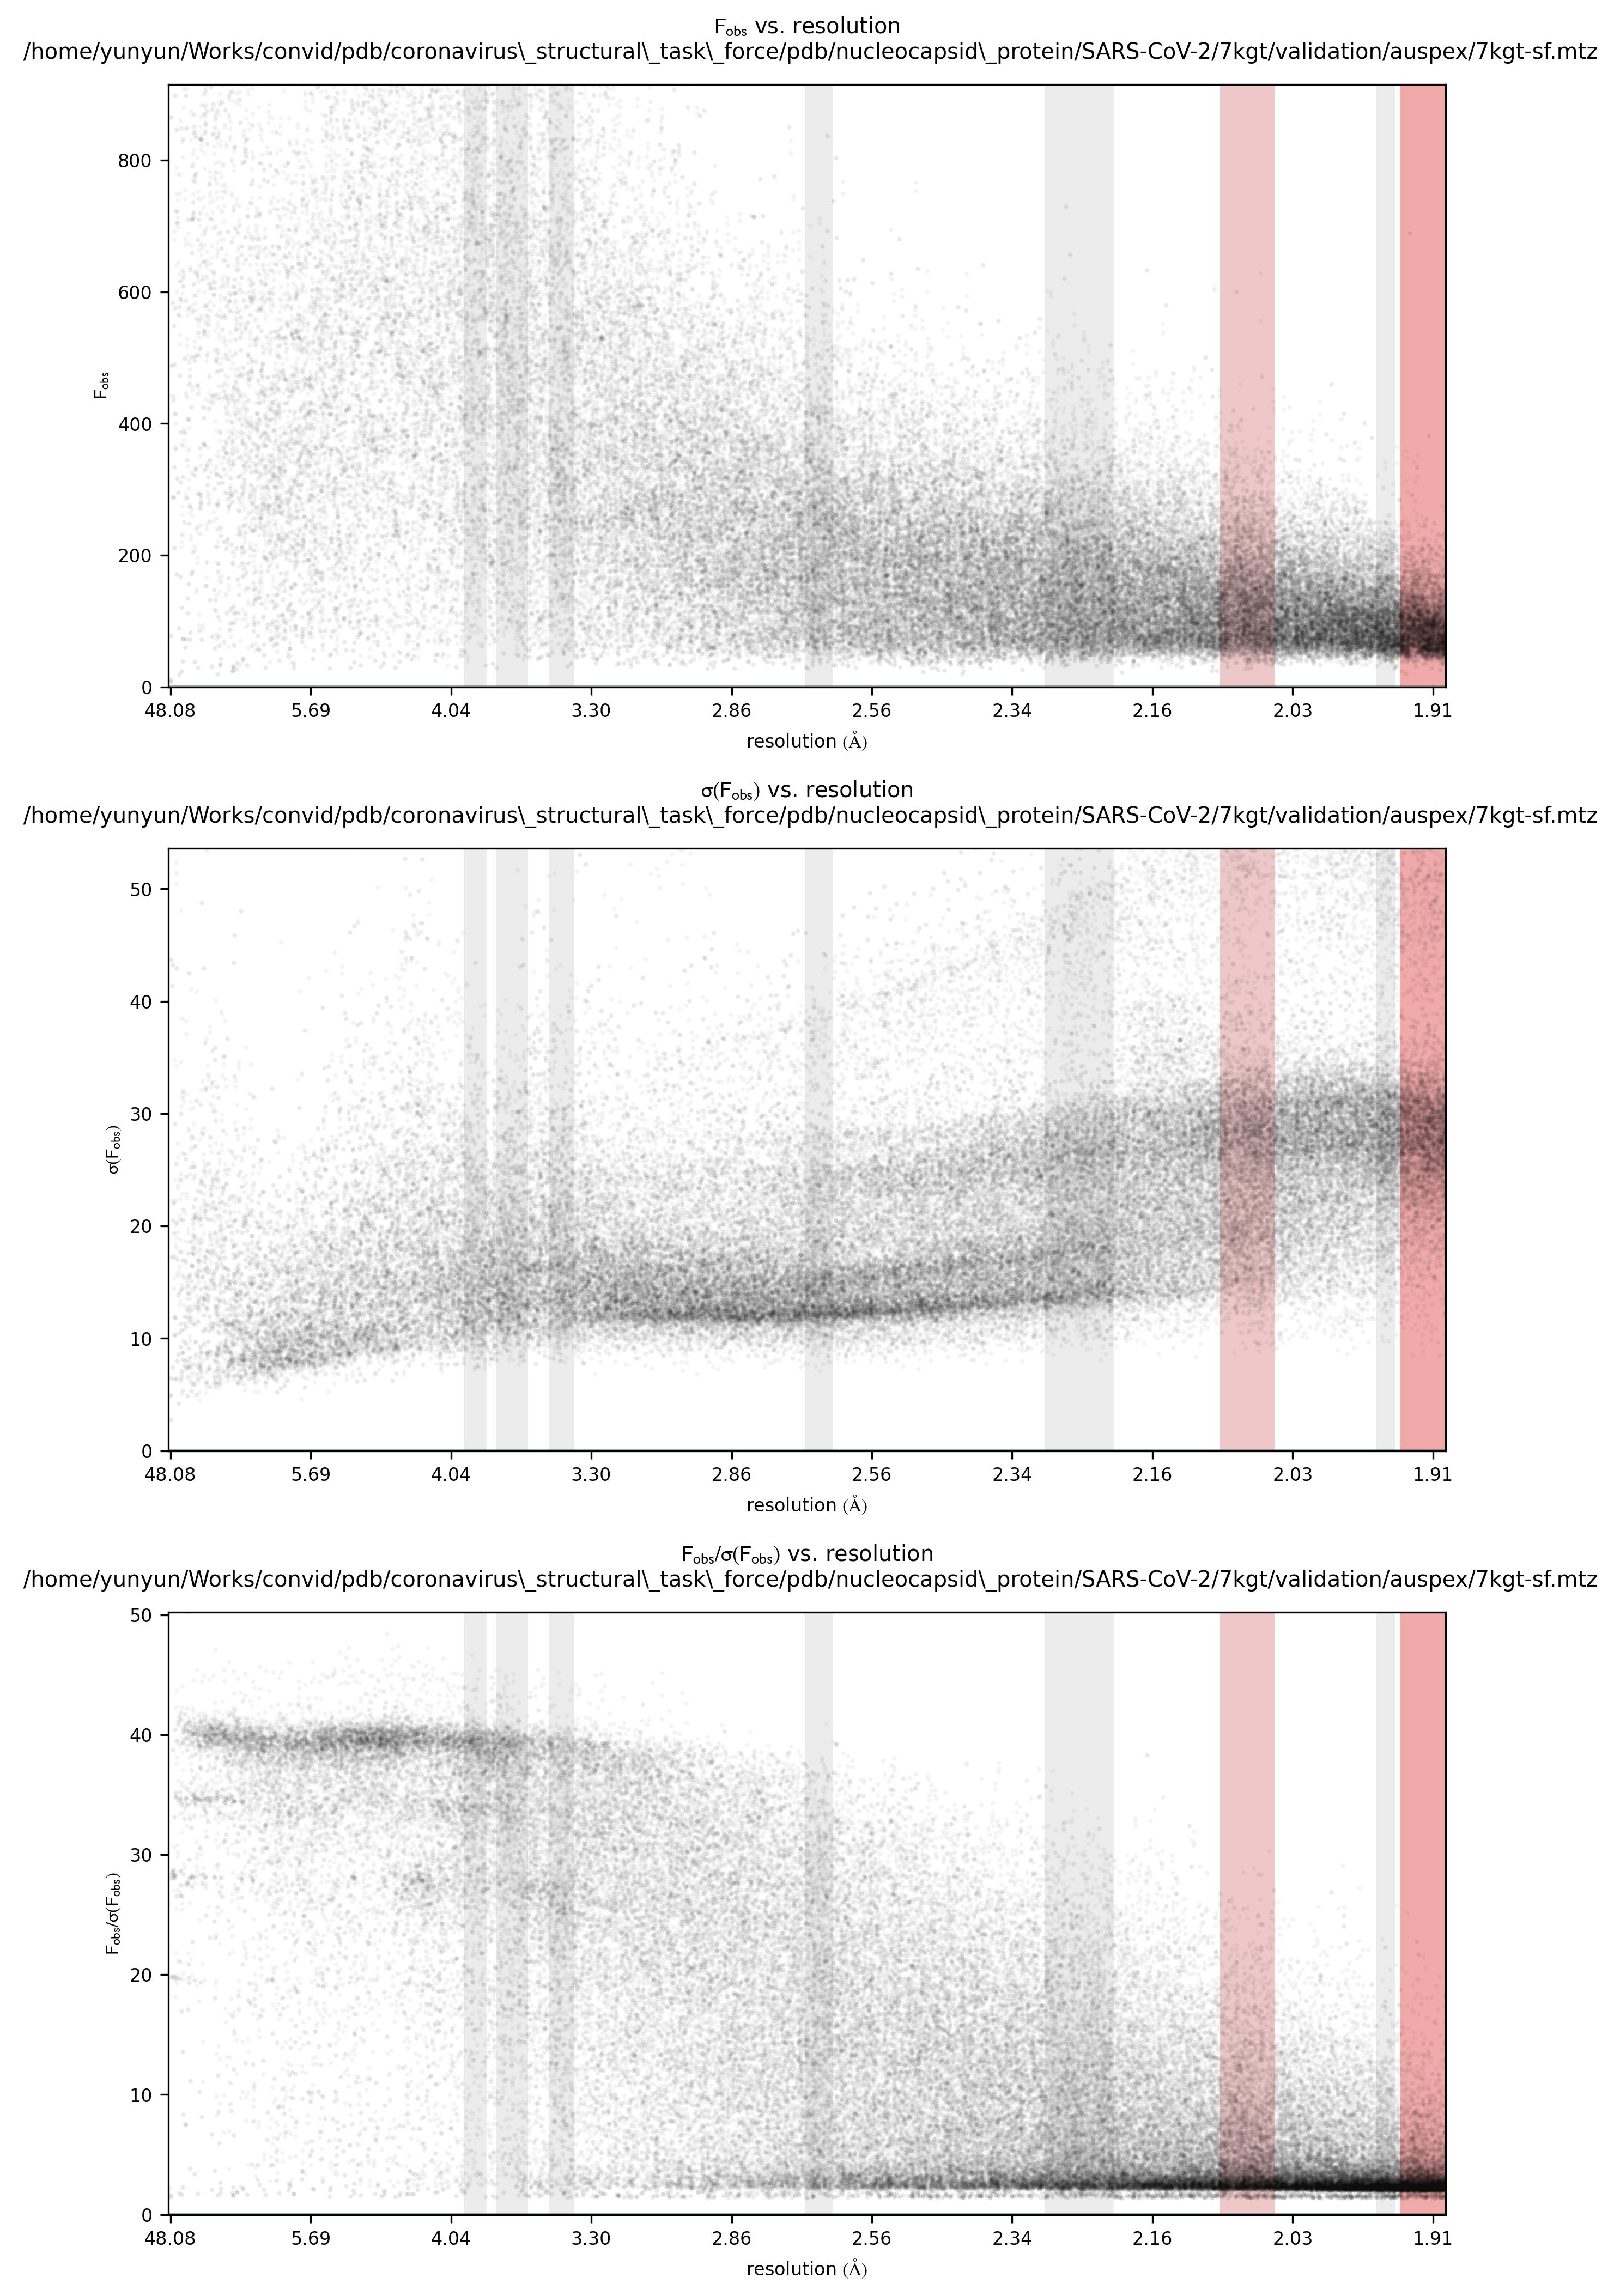 Fobs vs. resolution
/home/yunyun/Works/convid/pdb/coronavirus\_structural\_task\_force/pdb/nucleocapsid\_protein/SARS-CoV-2/7kgt/validation/auspex/7kgt-sf.mtz
800
600
400
200
0
Fobs
48.08 5.69 4.04 3.30 2.86 2.56 2.34 2.16 2.03 1.91
resolution (Å)
σ(Fobs) vs. resolution
/home/yunyun/Works/convid/pdb/coronavirus\_structural\_task\_force/pdb/nucleocapsid\_protein/SARS-CoV-2/7kgt/validation/auspex/7kgt-sf.mtz
50
40
30
20
10
0
σ(Fobs)
48.08 5.69 4.04 3.30 2.86 2.56 2.34 2.16 2.03 1.91
resolution (Å)
Fobs/σ(Fobs) vs. resolution
/home/yunyun/Works/convid/pdb/coronavirus\_structural\_task\_force/pdb/nucleocapsid\_protein/SARS-CoV-2/7kgt/validation/auspex/7kgt-sf.mtz
50
40
30
20
10
0
Fobs/σ(Fobs)
48.08 5.69 4.04 3.30 2.86 2.56 2.34 2.16 2.03 1.91
resolution (Å)